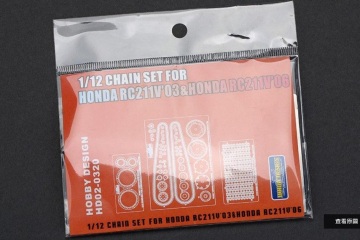 1/12 CHAIN SET FOR
HONDA RC211V'03&HONDA RC211V'06
HOBBY DESIGN
HD02-0320
1/12 CHAIN SET FOR HONDA RC211V'03&HONDA RC211V'06
查看原圖